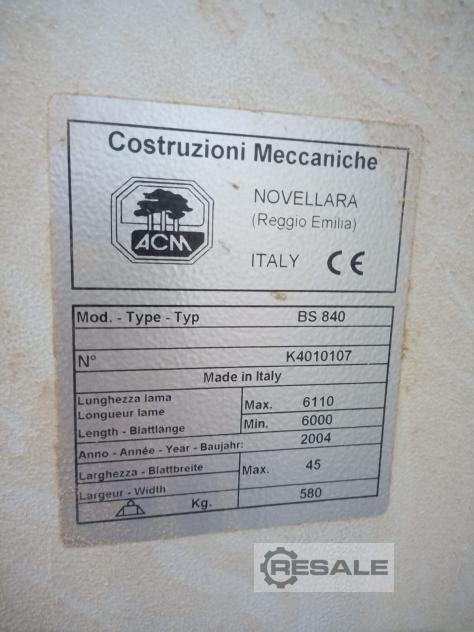 Costruzioni Meccaniche
ACM
NOVELLARA
(Reggio Emilia)
ITALY CE
Mod. - Type - Typ BS 840
N° K4010107
Made in Italy
Lunghezza lama
Longueur lame
Length - Blattlänge
Max. 6110
Min. 6000
Anno - Année - Year - Baujahr: 2004
Larghezza - Blattbreite
Largeur - Width
Max. 45
Kg. 580
RESALE